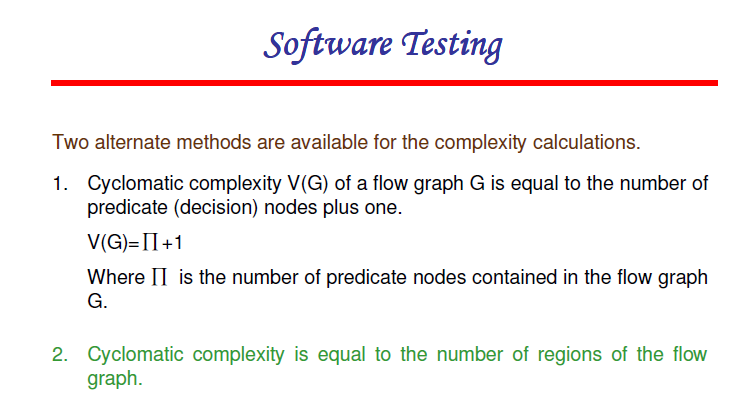 Software Testing
Two alternate methods are available for the complexity calculations.
1. Cyclomatic complexity V(G) of a flow graph G is equal to the number of
predicate (decision) nodes plus one.
V(G)=∏+1
Where ∏ is the number of predicate nodes contained in the flow graph
G.
2. Cyclomatic complexity is equal to the number of regions of the flow
graph.